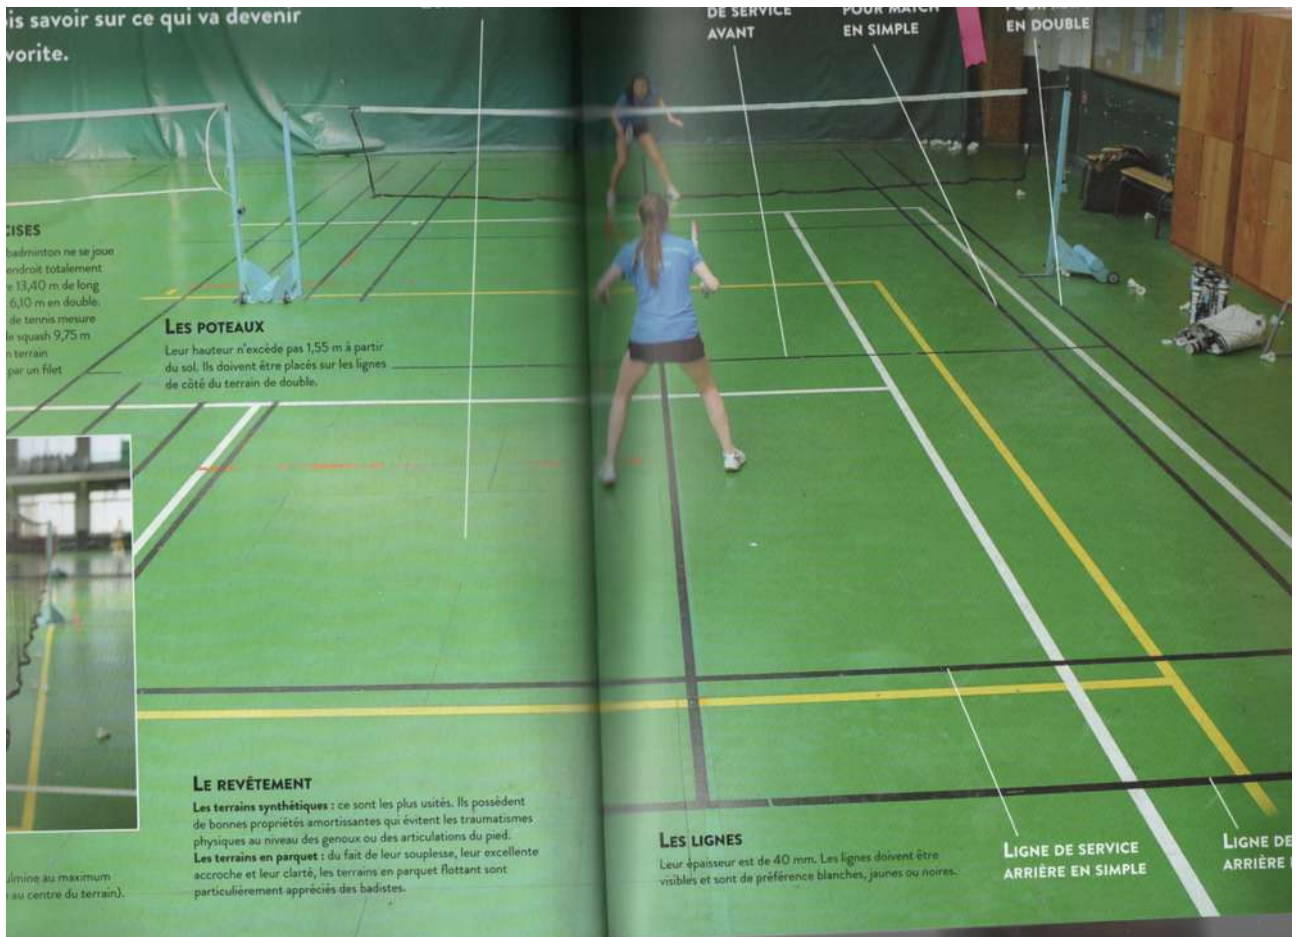 is savoir sur ce qui va devenir
vorite.
DE SERVICE
AVANT
POUR MATCH
EN SIMPLE
EN DOUBLE
CISES
badminton ne se joue
endroit totalement
13,40 m de long
6,10 m en double.
de tennis mesure
squash 9,75 m
terrain
par un filet
LES POTEAUX
Leur hauteur n'excède pas 1,55 m à partir
du sol. Ils doivent être placés sur les lignes
de côté du terrain de double.
LE REVÊTEMENT
Les terrains synthétiques : ce sont les plus usités. Ils possèdent
de bonnes propriétés amortissantes qui évitent les traumatismes
physiques au niveau des genoux ou des articulations du pied.
Les terrains en parquet : du fait de leur souplesse, leur excellente
accroche et leur clarté, les terrains en parquet flottant sont
particulièrement appréciés des badistes.
ulmine au maximum
au centre du terrain).
LES LIGNES
Leur épaisseur est de 40 mm. Les lignes doivent être
visibles et sont de préférence blanches, jaunes ou noires.
LIGNE DE SERVICE
ARRIÈRE EN SIMPLE
LIGNE DE
ARRIÈRE